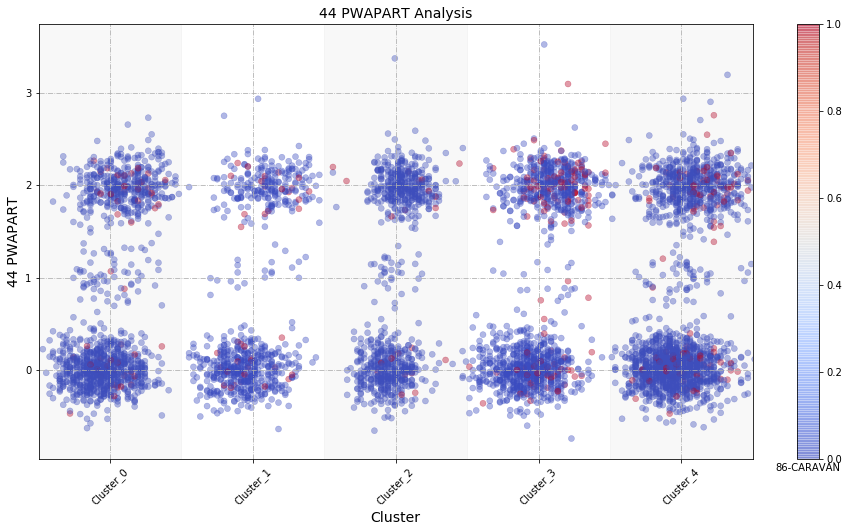 44 PWAPART Analysis
44 PWAPART
3
2
1
0
Cluster_0
Cluster_1
Cluster_2
Cluster_3
Cluster_4
Cluster
1.0
0.8
0.6
0.4
0.2
0.0
86-CARAVAN